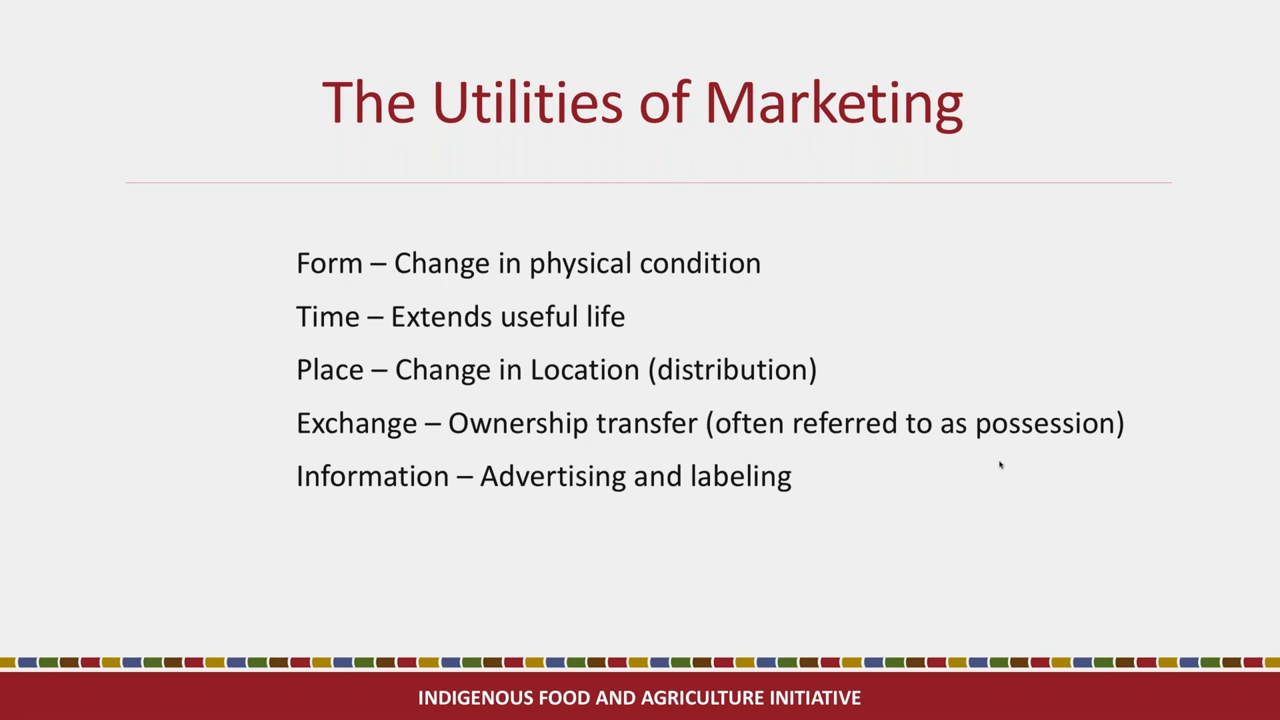 The Utilities of Marketing
Form – Change in physical condition
Time – Extends useful life
Place – Change in Location (distribution)
Exchange – Ownership transfer (often referred to as possession)
Information – Advertising and labeling
INDIGENOUS FOOD AND AGRICULTURE INITIATIVE